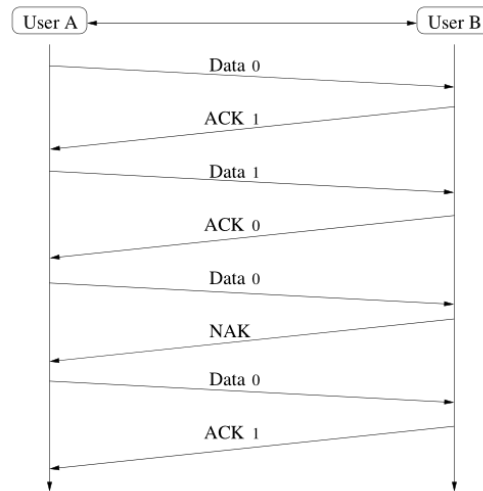 User A
User B
Data 0
ACK 1
Data 1
ACK 0
Data 0
NAK
Data 0
ACK 1